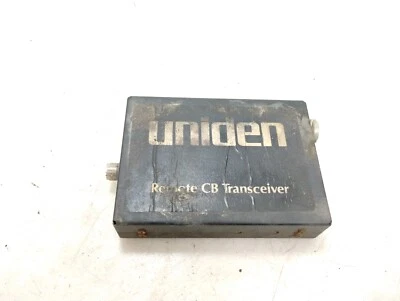 uniden
Remote CB Transceiver